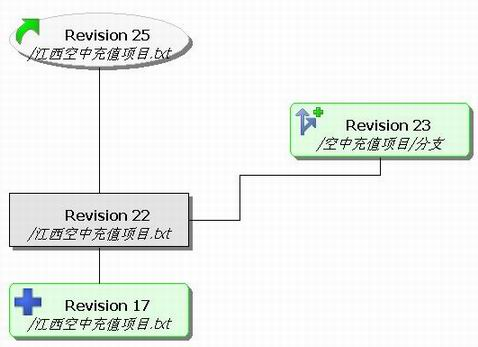 Revision 25
/江西空中充值项目.txt
Revision 23
/空中充值项目/分支
Revision 22
/江西空中充值项目.txt
Revision 17
/江西空中充值项目.txt